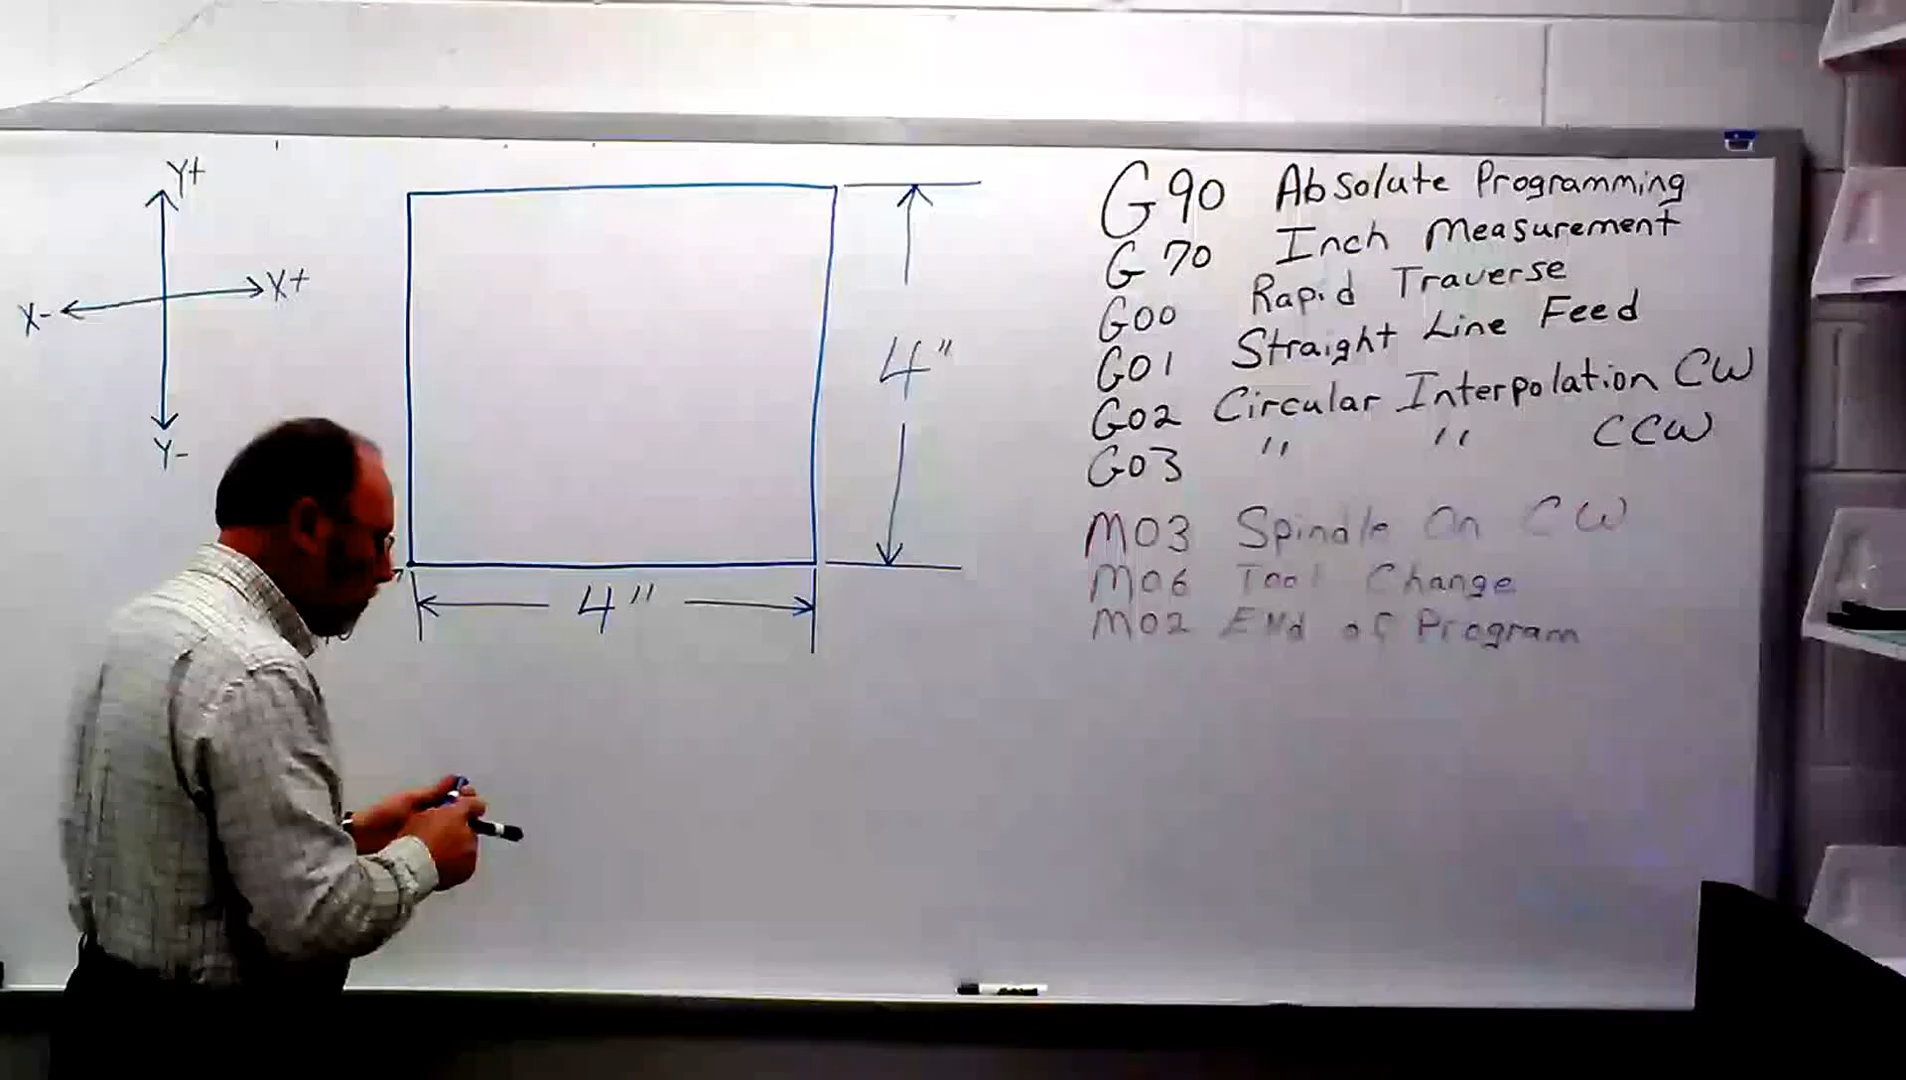 Y+
X+
X-
Y-
4"
4"
G90 Absolute Programming
G70 Inch Measurement
G00 Rapid Traverse
G01 Straight Line Feed
G02 Circular Interpolation CW
G03 " " CCW
M03 Spindle On CW
M06 Tool Change
M02 ENd of Program